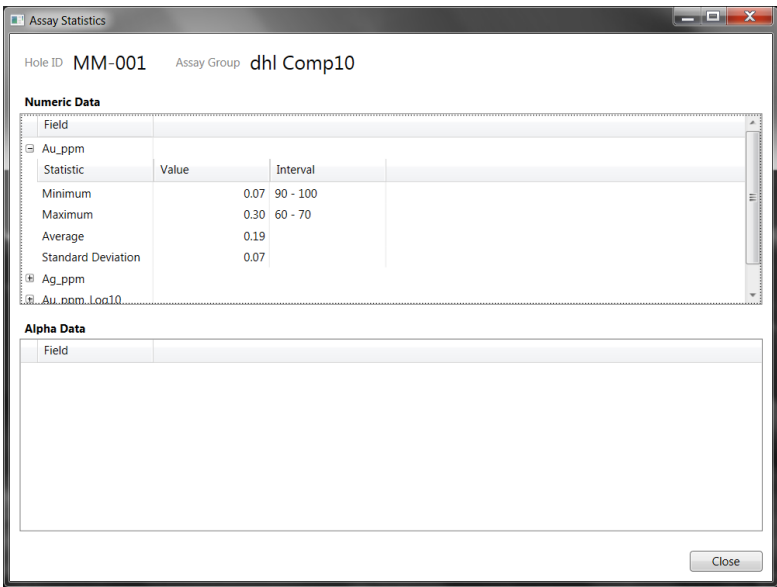 Assay Statistics
Hole ID MM-001 Assay Group dhl Comp10
Numeric Data
Field
Au_ppm
Statistic Value Interval
Minimum 0.07 90 - 100
Maximum 0.30 60 - 70
Average 0.19
Standard Deviation 0.07
Ag_ppm
Au_ppm_Log10
Alpha Data
Field
Close